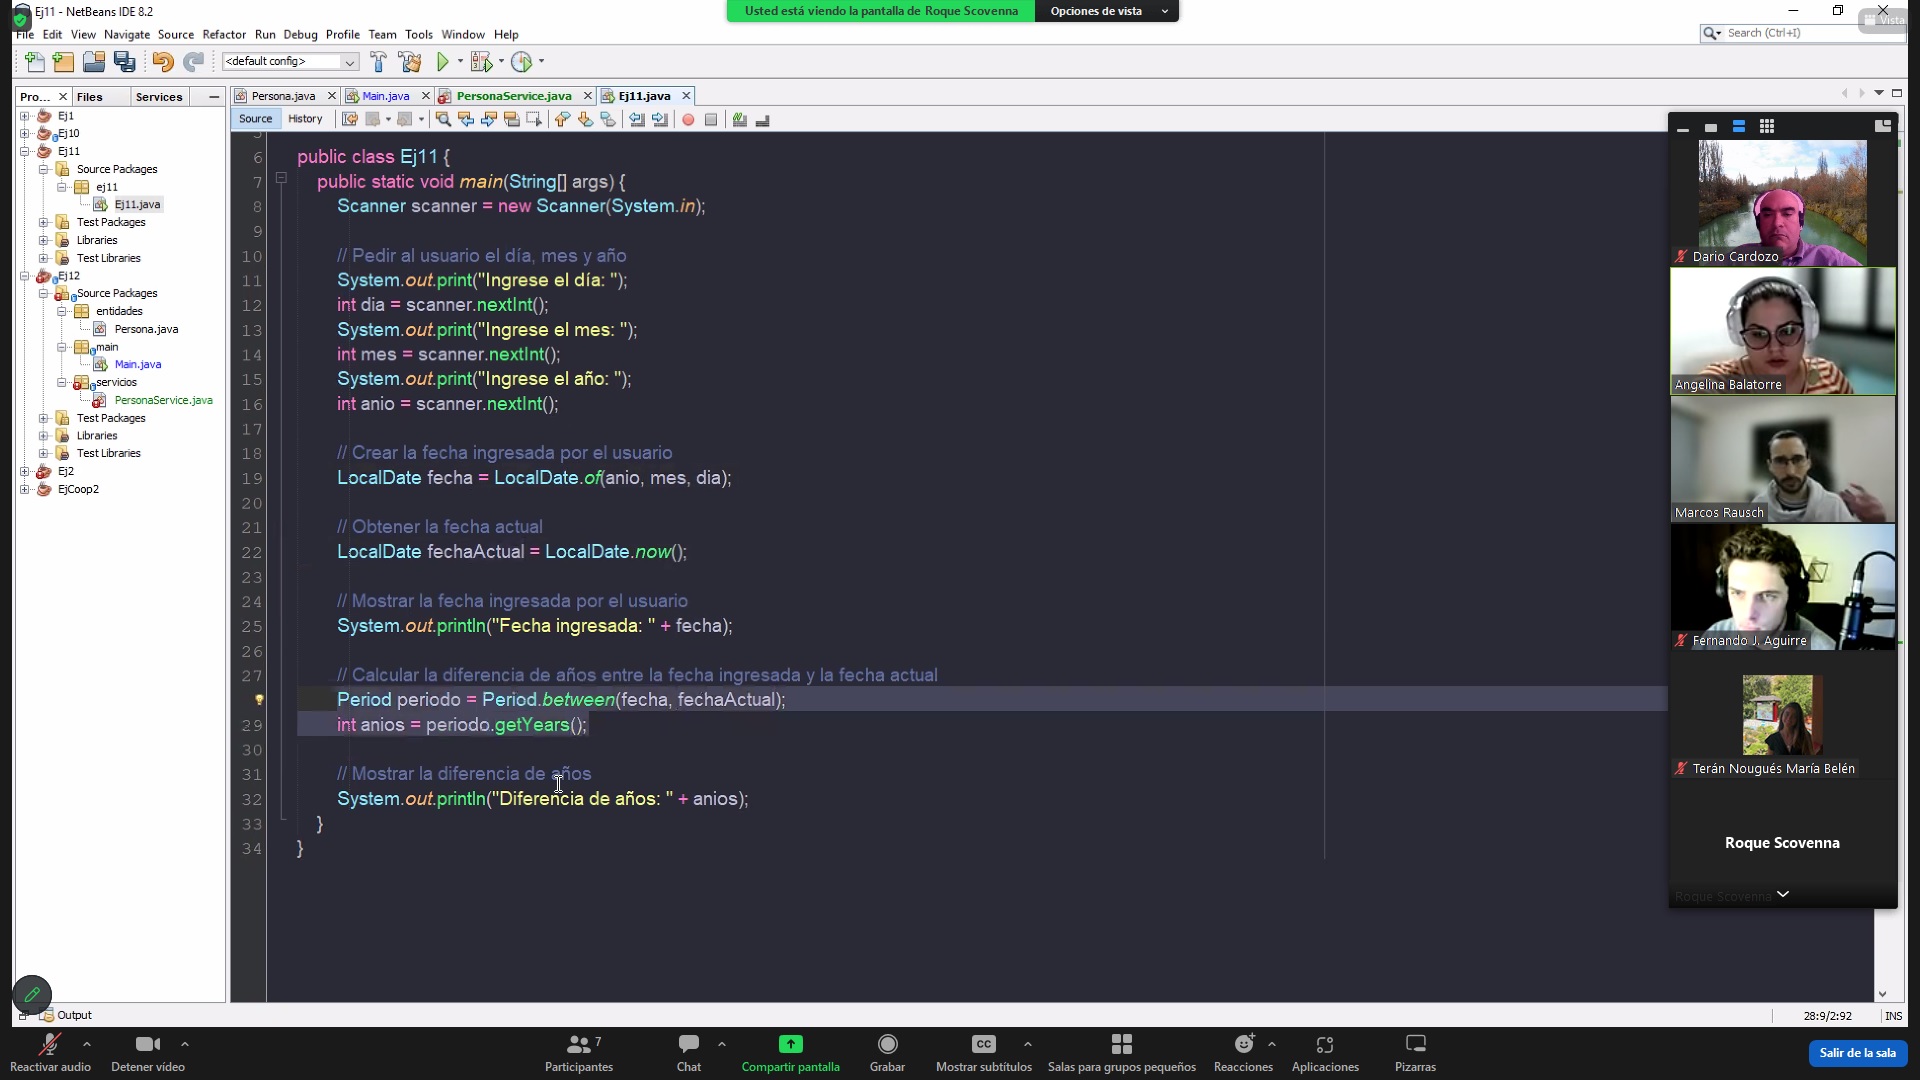 Ej11 - NetBeans IDE 8.2
Usted está viendo la pantalla de Roque Scovenna
Opciones de vista
Vista
File Edit View Navigate Source Refactor Run Debug Profile Team Tools Window Help
Search (Ctrl+I)
<default config>
Pro... Files Services
Persona.java Main.java PersonaService.java Ej11.java
Source History
Ej1
Ej10
Ej11
Source Packages
ej11
Ej11.java
Test Packages
Libraries
Test Libraries
Ej12
Source Packages
entidades
Persona.java
main
Main.java
servicios
PersonaService.java
Test Packages
Libraries
Test Libraries
Ej2
EjCoop2
5
6 public class Ej11 {
7 public static void main(String[] args) {
8 Scanner scanner = new Scanner(System.in);
9
10 // Pedir al usuario el día, mes y año
11 System.out.print("Ingrese el día: ");
12 int dia = scanner.nextInt();
13 System.out.print("Ingrese el mes: ");
14 int mes = scanner.nextInt();
15 System.out.print("Ingrese el año: ");
16 int anio = scanner.nextInt();
17
18 // Crear la fecha ingresada por el usuario
19 LocalDate fecha = LocalDate.of(anio, mes, dia);
20
21 // Obtener la fecha actual
22 LocalDate fechaActual = LocalDate.now();
23
24 // Mostrar la fecha ingresada por el usuario
25 System.out.println("Fecha ingresada: " + fecha);
26
27 // Calcular la diferencia de años entre la fecha ingresada y la fecha actual
Period periodo = Period.between(fecha, fechaActual);
29 int anios = periodo.getYears();
30
31 // Mostrar la diferencia de años
32 System.out.println("Diferencia de años: " + anios);
33 }
34 }
Dario Cardozo
Angelina Balatorre
Marcos Rausch
Fernando J. Aguirre
Terán Nougués María Belén
Roque Scovenna
Roque Scovenna
Output
28:9/2:92 INS
Reactivar audio
Detener vídeo
7
Participantes
Chat
Compartir pantalla
Grabar
CC
Mostrar subtítulos
Salas para grupos pequeños
Reacciones
Aplicaciones
Pizarras
Salir de la sala